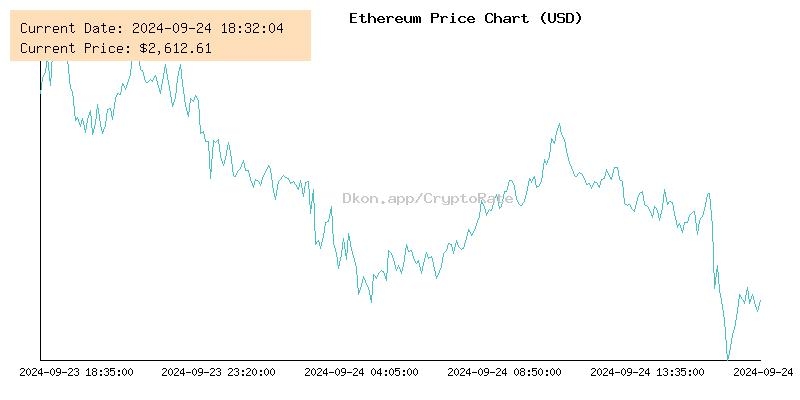 Ethereum Price Chart (USD)
Current Date: 2024-09-24 18:32:04
Current Price: $2,612.61
Dkon.app/CryptoRate
2024-09-23 18:35:00
2024-09-23 23:20:00
2024-09-24 04:05:00
2024-09-24 08:50:00
2024-09-24 13:35:00
2024-09-24